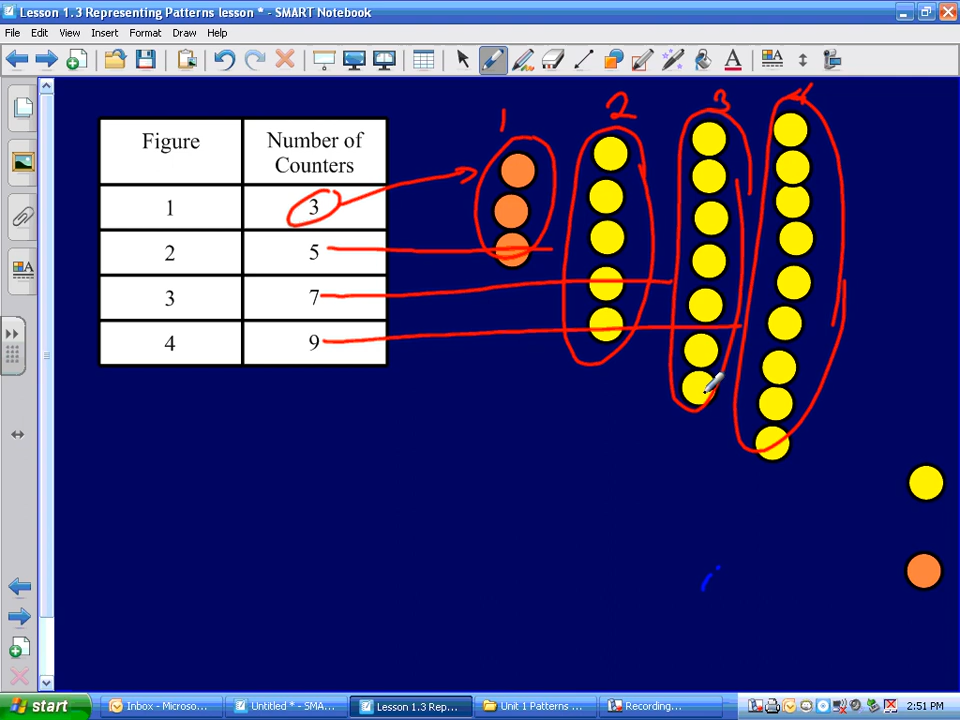 Lesson 1.3 Representing Patterns lesson * - SMART Notebook
File Edit View Insert Format Draw Help
1 2 3 4
Figure Number of
Counters
1 3
2 5
3 7
4 9
start Inbox - Microso... Untitled * - SMA... Lesson 1.3 Rep... Unit 1 Patterns ... Recording... 2:51 PM